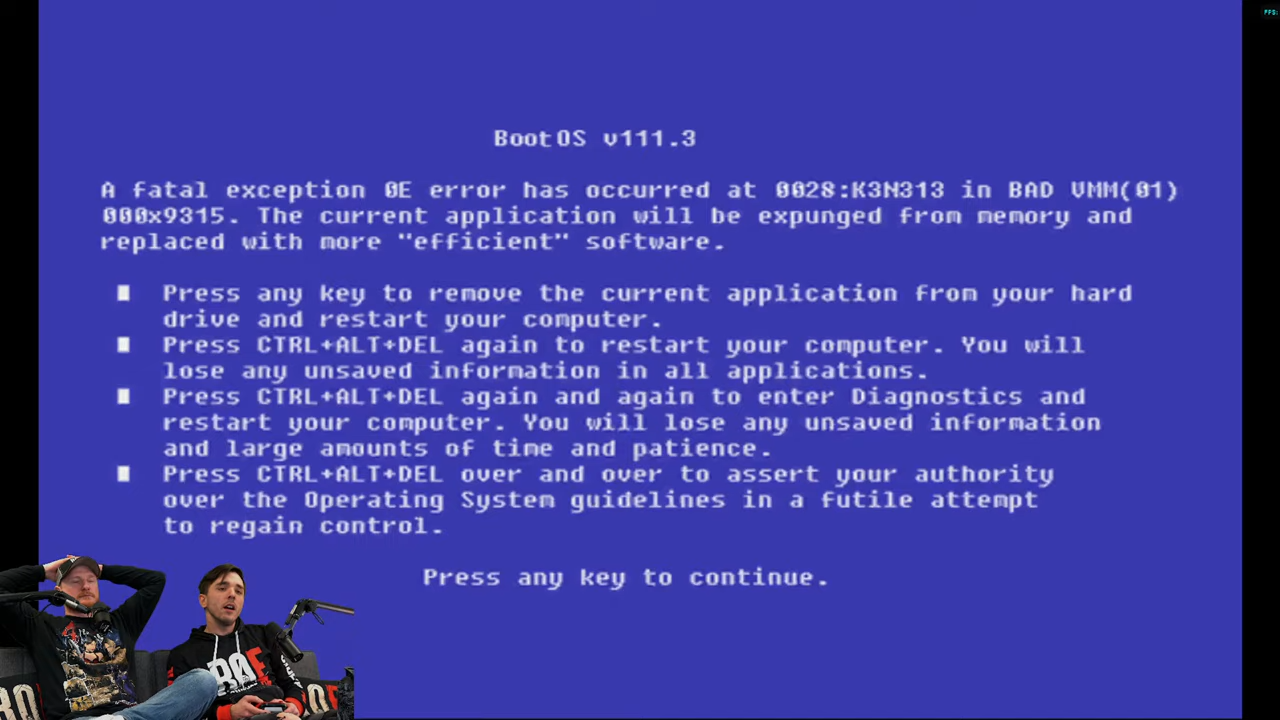 FPS:
BootOS v111.3
A fatal exception 0E error has occurred at 0028:K3N313 in BAD VMM(01)
000x9315. The current application will be expunged from memory and
replaced with more "efficient" software.
Press any key to remove the current application from your hard
drive and restart your computer.
Press CTRL+ALT+DEL again to restart your computer. You will
lose any unsaved information in all applications.
Press CTRL+ALT+DEL again and again to enter Diagnostics and
restart your computer. You will lose any unsaved information
and large amounts of time and patience.
Press CTRL+ALT+DEL over and over to assert your authority
over the Operating System guidelines in a futile attempt
to regain control.
Press any key to continue.